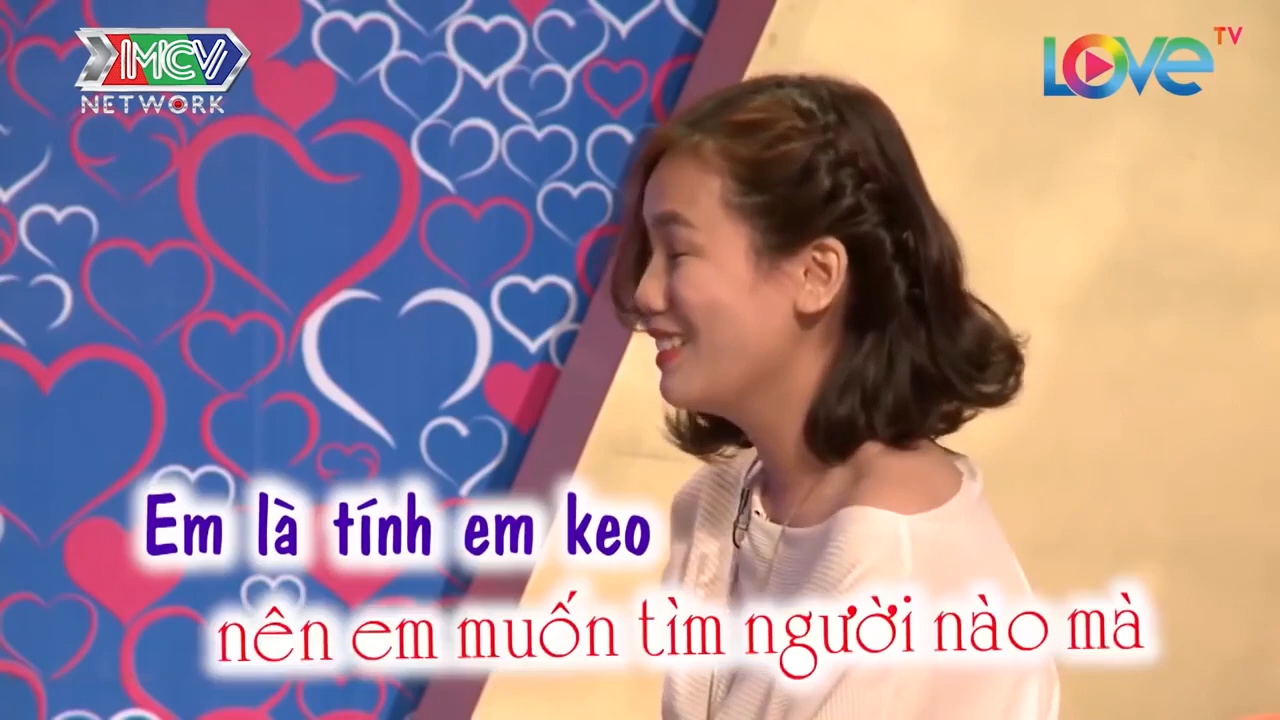 MCV
NETWORK
LOVE TV
Em là tính em keo
nên em muốn tìm người nào mà